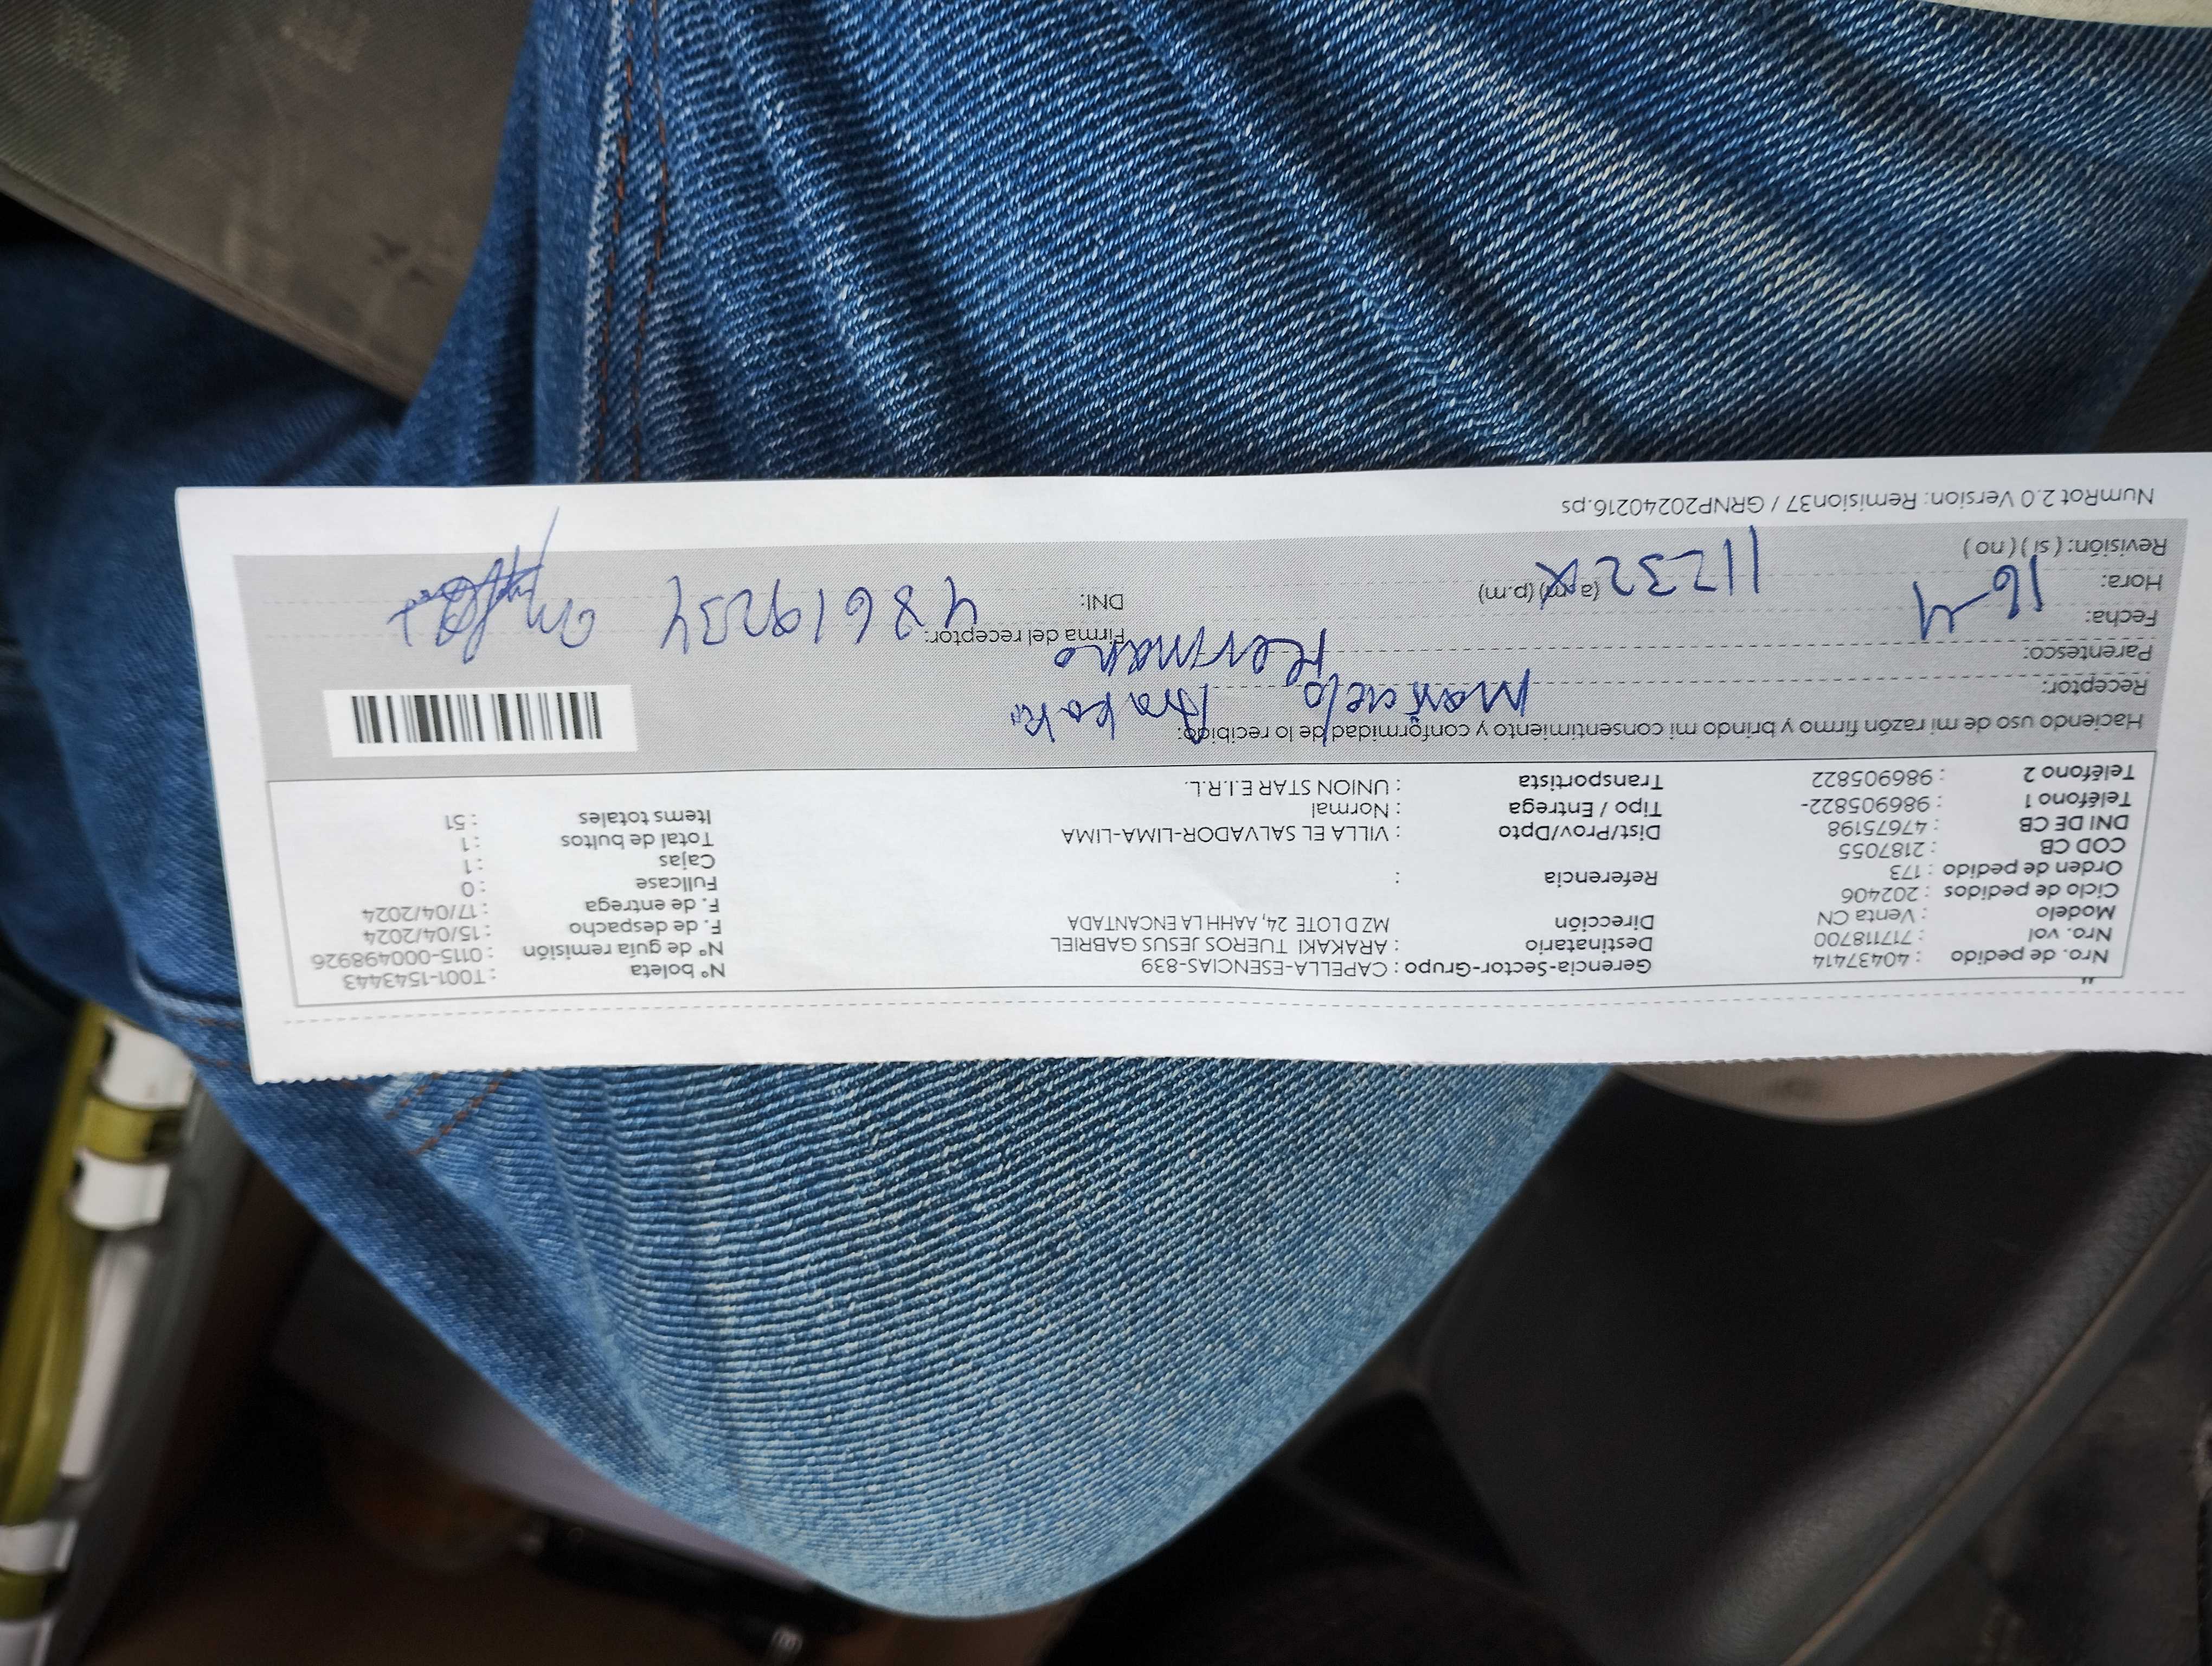 Nro. de pedido : 40437414 Gerencia-Sector-Grupo : CAPELLA-ESENCIAS-839 N° boleta : T001-1543443
Nro. vol : 717118700 Destinatario : ARAKAKI TUEROS JESUS GABRIEL N° de guía remisión : 0115-000498926
Modelo : Venta CN Dirección MZ D LOTE 24, AAHH LA ENCANTADA F. de despacho : 15/04/2024
Ciclo de pedidos : 202406 F. de entrega : 17/04/2024
Orden de pedido : 173 Referencia : Fullcase : 0
COD CB : 2187055 Cajas : 1
DNI DE CB : 47675198 Dist/Prov/Dpto : VILLA EL SALVADOR-LIMA-LIMA Total de bultos : 1
Teléfono 1 : 986905822- Tipo / Entrega : Normal Items totales : 51
Teléfono 2 : 986905822 Transportista : UNION STAR E.I.R.L.
Haciendo uso de mi razón firmo y brindo mi consentimiento y conformidad de lo recibido:
Receptor: Maricielo Arakaki
Parentesco: Hermano
Fecha: 16-4 Firma del receptor:
Hora: 11:32 (a.m) (p.m) DNI: 48619234
Revisión: ( si ) ( no )
NumRot 2.0 Version: Remision37 / GRNP20240216.ps